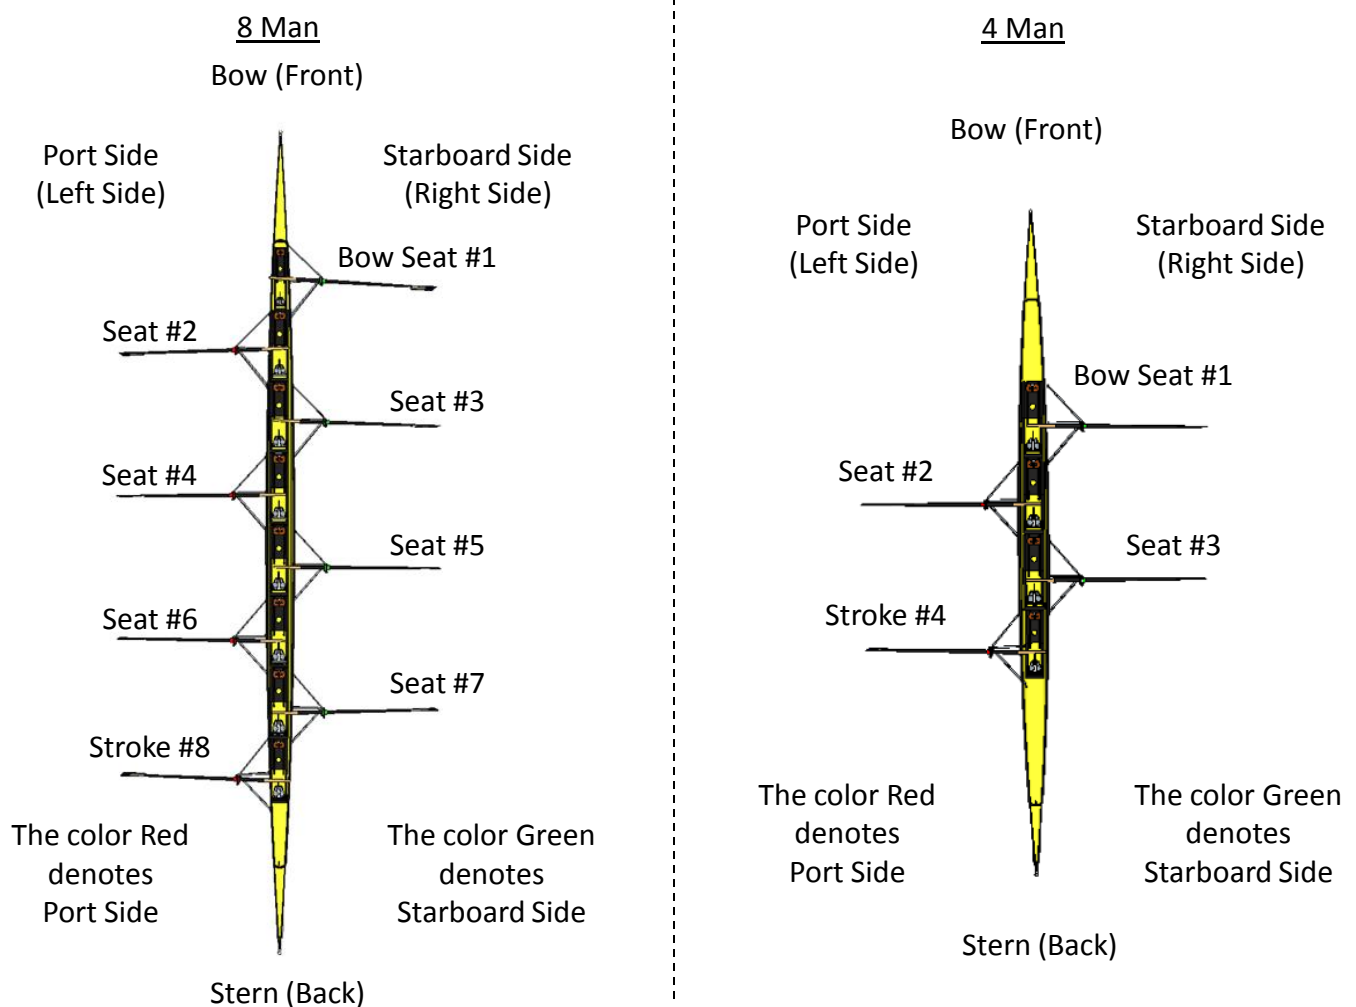 8 Man
Bow (Front)
Port Side
(Left Side)
Starboard Side
(Right Side)
Bow Seat #1
Seat #2
Seat #3
Seat #4
Seat #5
Seat #6
Seat #7
Stroke #8
The color Red
denotes
Port Side
The color Green
denotes
Starboard Side
Stern (Back)
4 Man
Bow (Front)
Port Side
(Left Side)
Starboard Side
(Right Side)
Bow Seat #1
Seat #2
Seat #3
Stroke #4
The color Red
denotes
Port Side
The color Green
denotes
Starboard Side
Stern (Back)